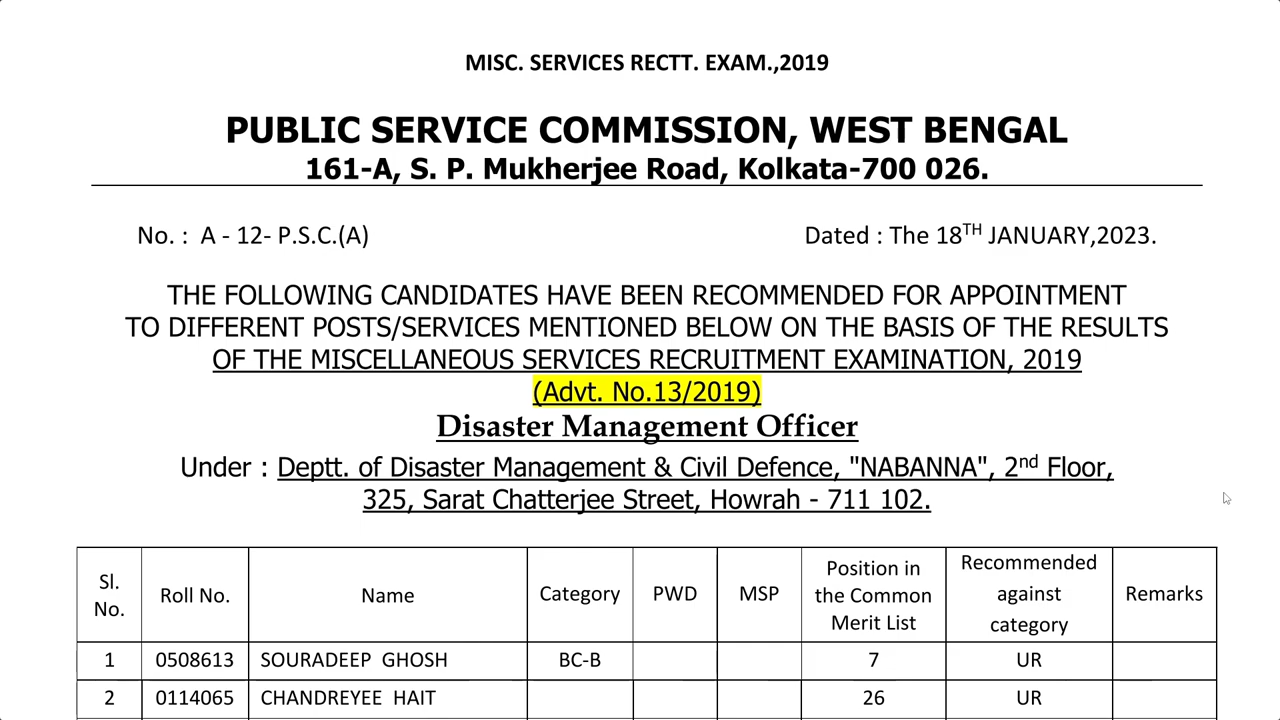 MISC. SERVICES RECTT. EXAM.,2019
PUBLIC SERVICE COMMISSION, WEST BENGAL
161-A, S. P. Mukherjee Road, Kolkata-700 026.
No. : A - 12- P.S.C.(A) Dated : The 18TH JANUARY,2023.
THE FOLLOWING CANDIDATES HAVE BEEN RECOMMENDED FOR APPOINTMENT
TO DIFFERENT POSTS/SERVICES MENTIONED BELOW ON THE BASIS OF THE RESULTS
OF THE MISCELLANEOUS SERVICES RECRUITMENT EXAMINATION, 2019
(Advt. No.13/2019)
Disaster Management Officer
Under : Deptt. of Disaster Management & Civil Defence, "NABANNA", 2nd Floor,
325, Sarat Chatterjee Street, Howrah - 711 102.
Sl. No. Roll No. Name Category PWD MSP Position in the Common Merit List Recommended against category Remarks
1 0508613 SOURADEEP GHOSH BC-B 7 UR
2 0114065 CHANDREYEE HAIT 26 UR